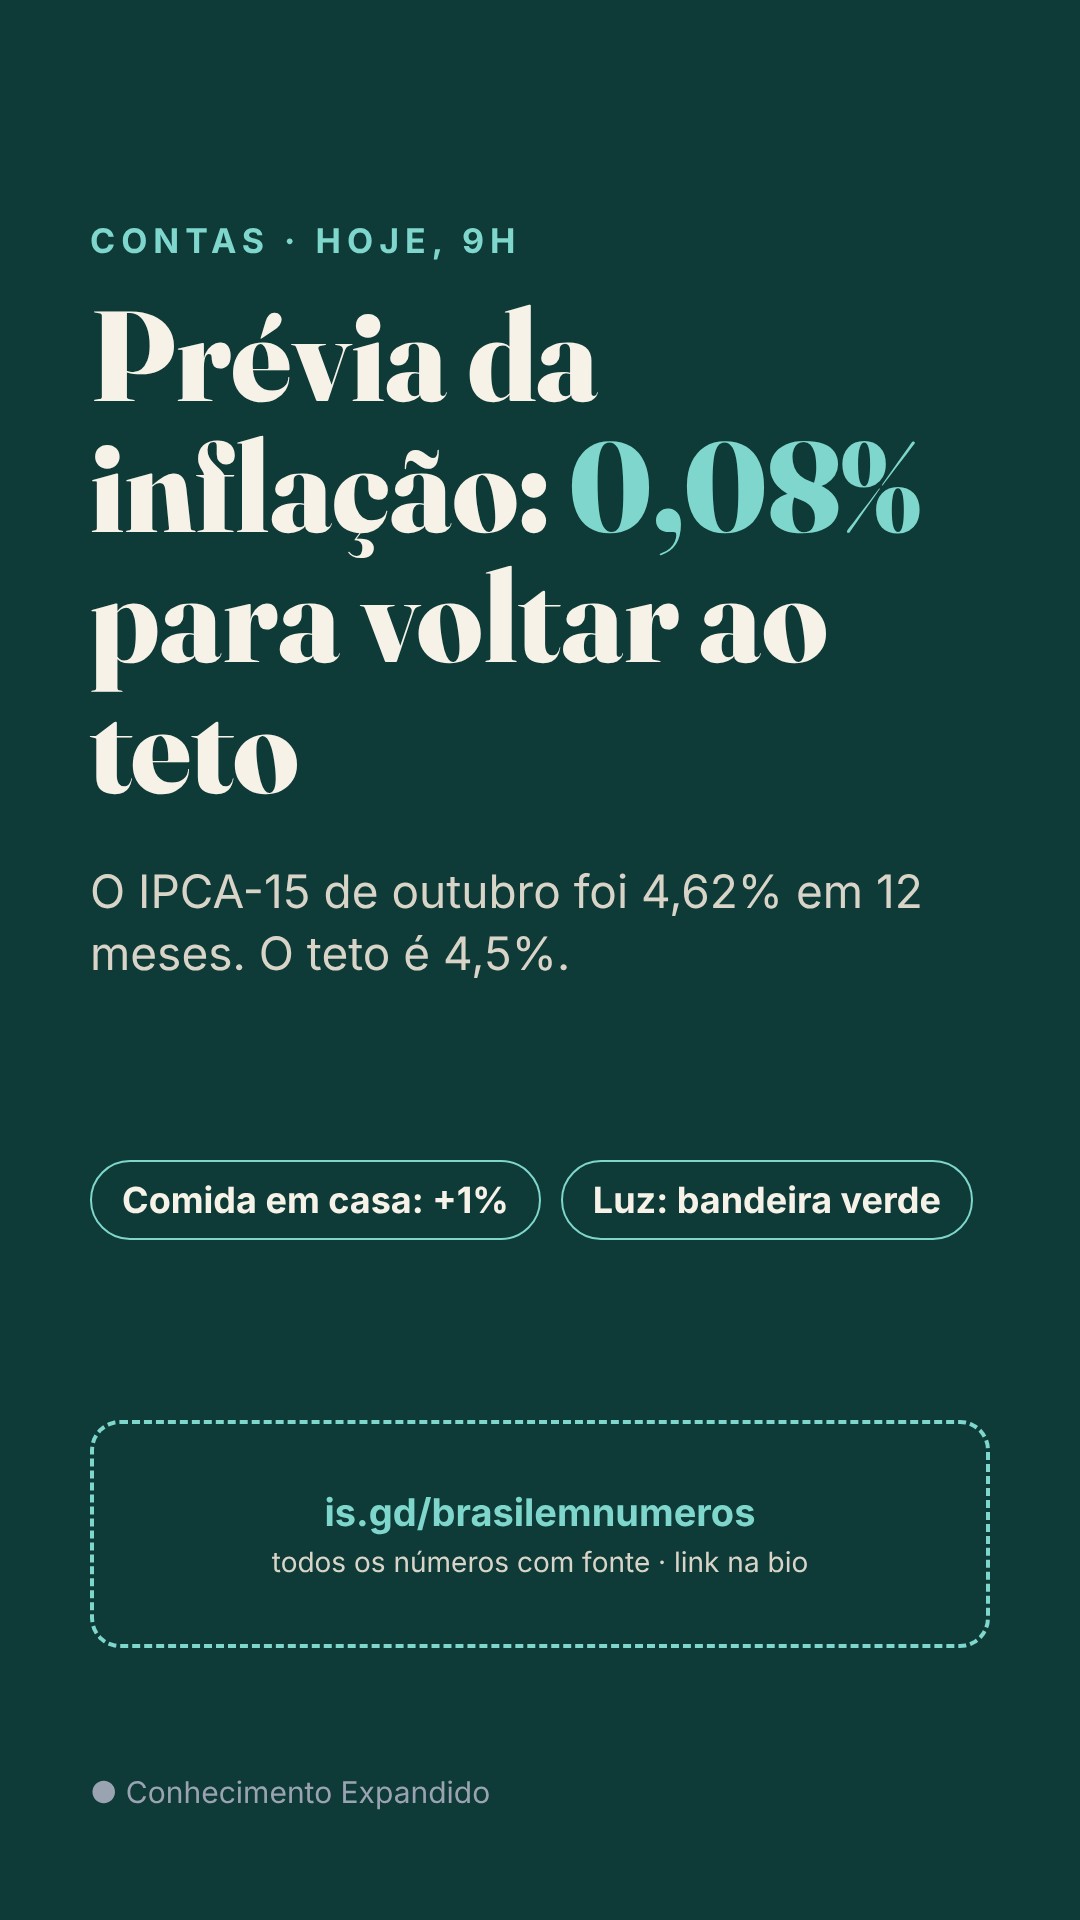 CONTAS · HOJE, 9H
Prévia da
inflação: 0,08%
para voltar ao
teto
O IPCA-15 de outubro foi 4,62% em 12
meses. O teto é 4,5%.
Comida em casa: +1%
Luz: bandeira verde
is.gd/brasilemnumeros
todos os números com fonte · link na bio
Conhecimento Expandido